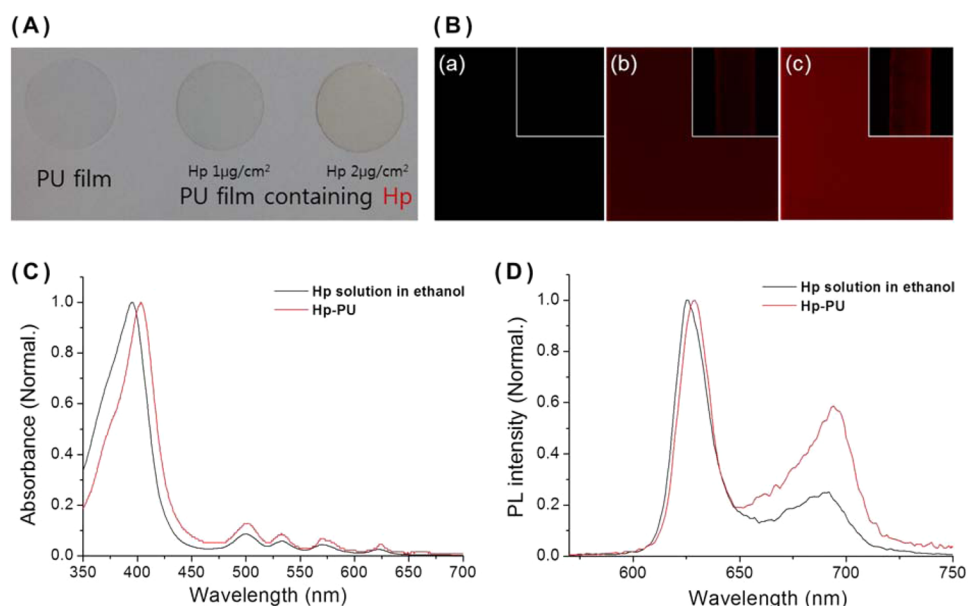 (A)
PU film
Hp 1μg/cm²
Hp 2μg/cm²
PU film containing Hp
(B)
(a)
(b)
(c)
(C)
Hp solution in ethanol
Hp-PU
Absorbance (Normal.)
1.0
0.8
0.6
0.4
0.2
0.0
350 400 450 500 550 600 650 700
Wavelength (nm)
(D)
Hp solution in ethanol
Hp-PU
PL intensity (Normal.)
1.0
0.8
0.6
0.4
0.2
0.0
600 650 700 750
Wavelength (nm)